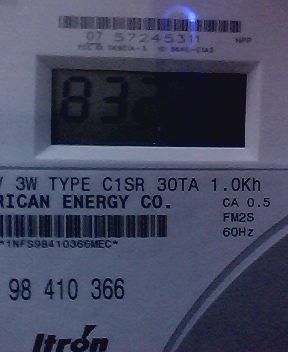 07 57245311
832
V 3W TYPE C1SR 30TA 1.0Kh
RICAN ENERGY CO.
CA 0.5
FM2S
60Hz
*1NFS98410366MEC*
98 410 366
Itrón